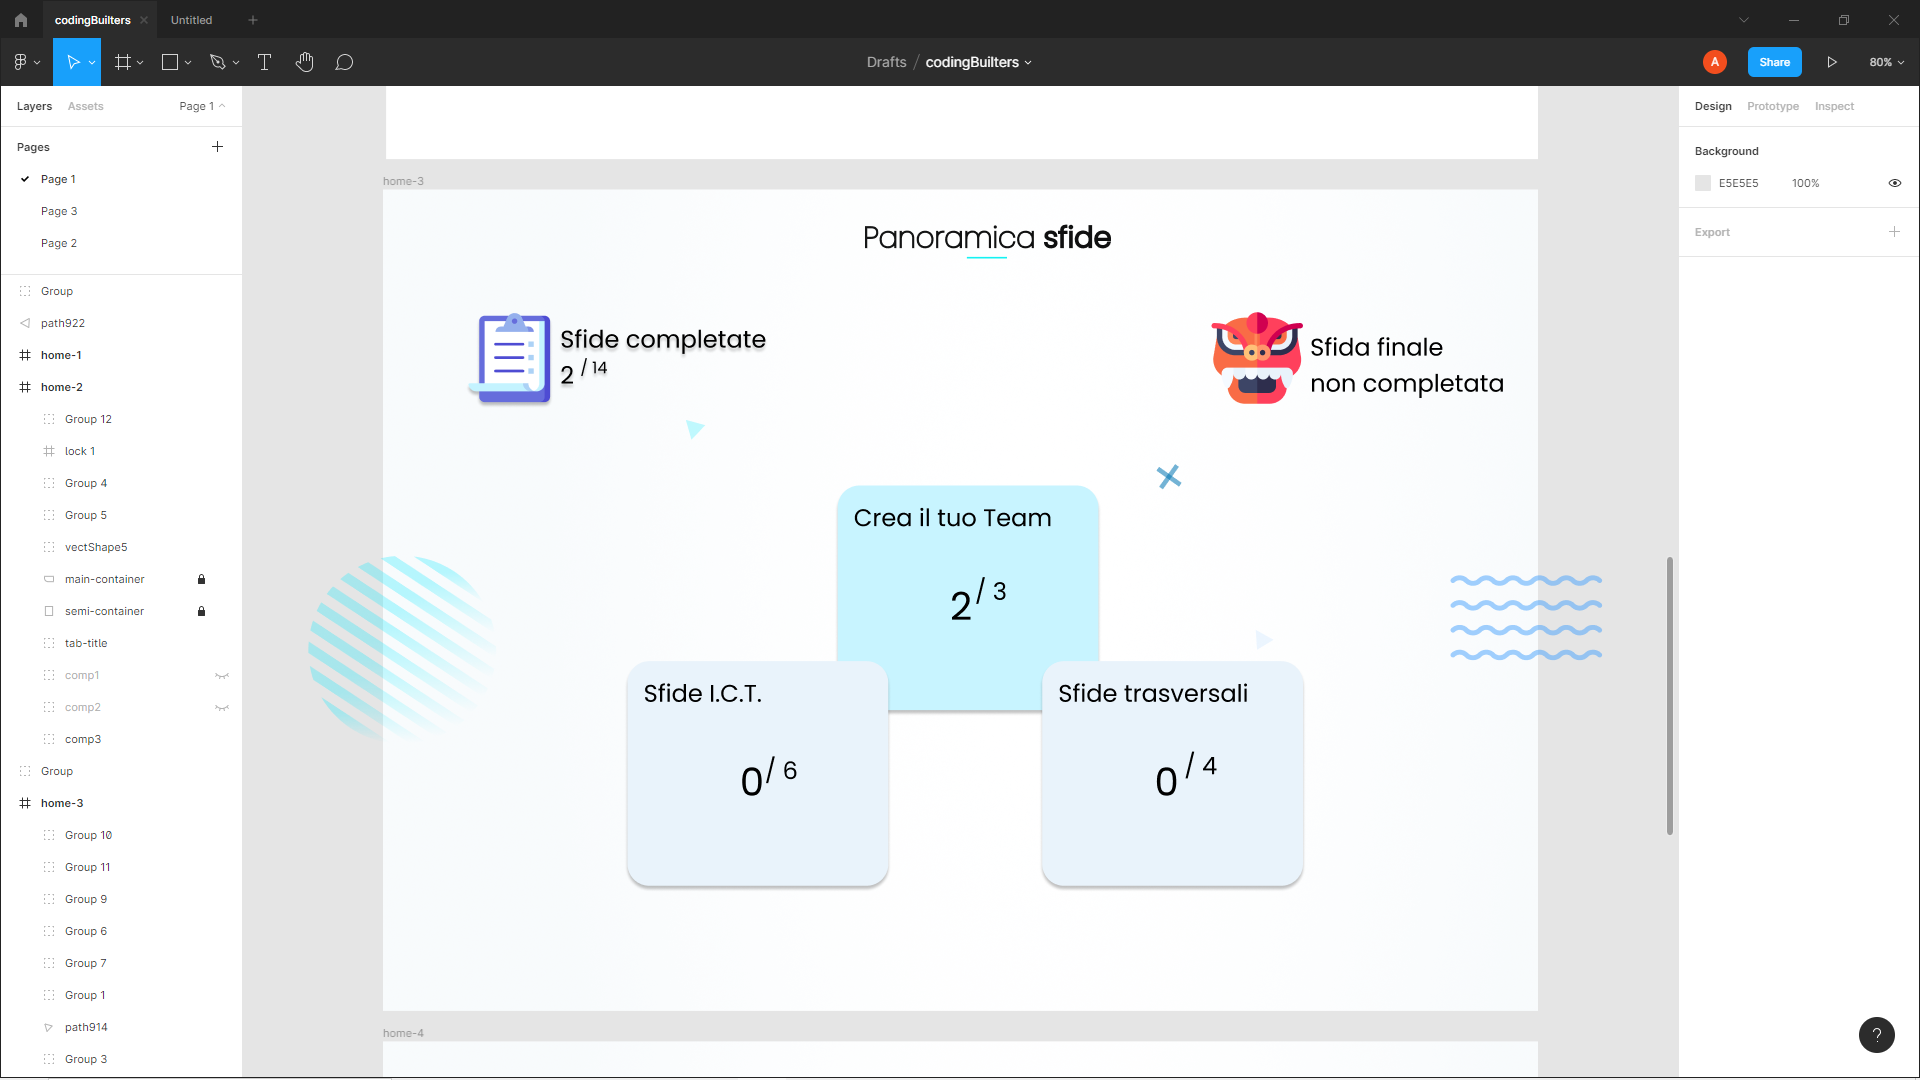 codingBuilters
Untitled
Drafts / codingBuilters
A
Share
80%
Layers
Assets
Page 1
Pages
Page 1
Page 3
Page 2
Group
path922
home-1
home-2
Group 12
lock 1
Group 4
Group 5
vectShape5
main-container
semi-container
tab-title
comp1
comp2
comp3
Group
home-3
Group 10
Group 11
Group 9
Group 6
Group 7
Group 1
path914
Group 3
home-3
Panoramica sfide
Sfide completate
2 / 14
Sfida finale
non completata
Crea il tuo Team
2 / 3
Sfide I.C.T.
0 / 6
Sfide trasversali
0 / 4
home-4
Design
Prototype
Inspect
Background
E5E5E5
100%
Export
?